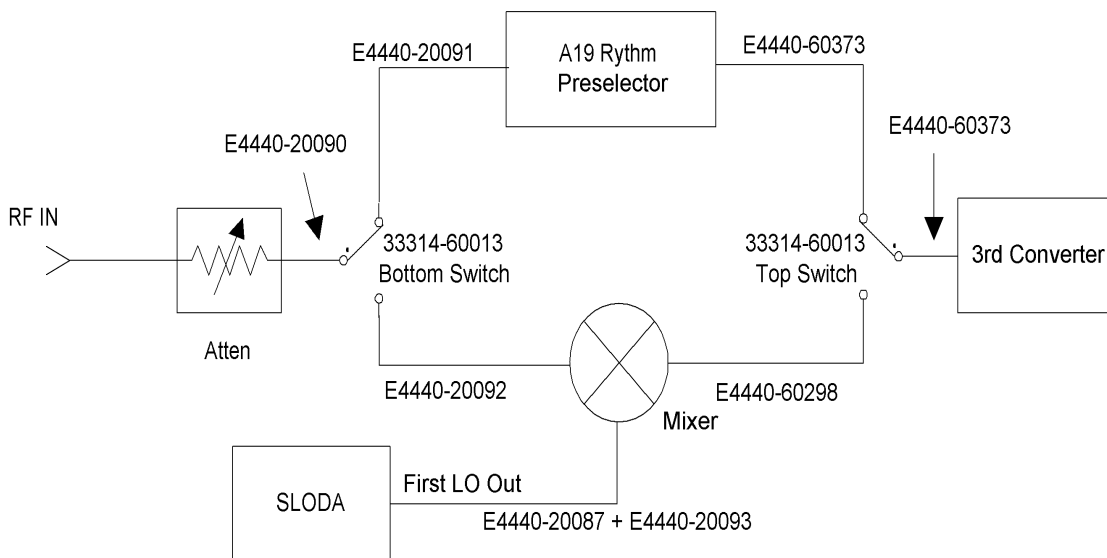 E4440-20091
A19 Rythm
Preselector
E4440-60373
E4440-20090
E4440-60373
RF IN
33314-60013
Bottom Switch
33314-60013
Top Switch
3rd Converter
Atten
E4440-20092
E4440-60298
Mixer
SLODA
First LO Out
E4440-20087 + E4440-20093